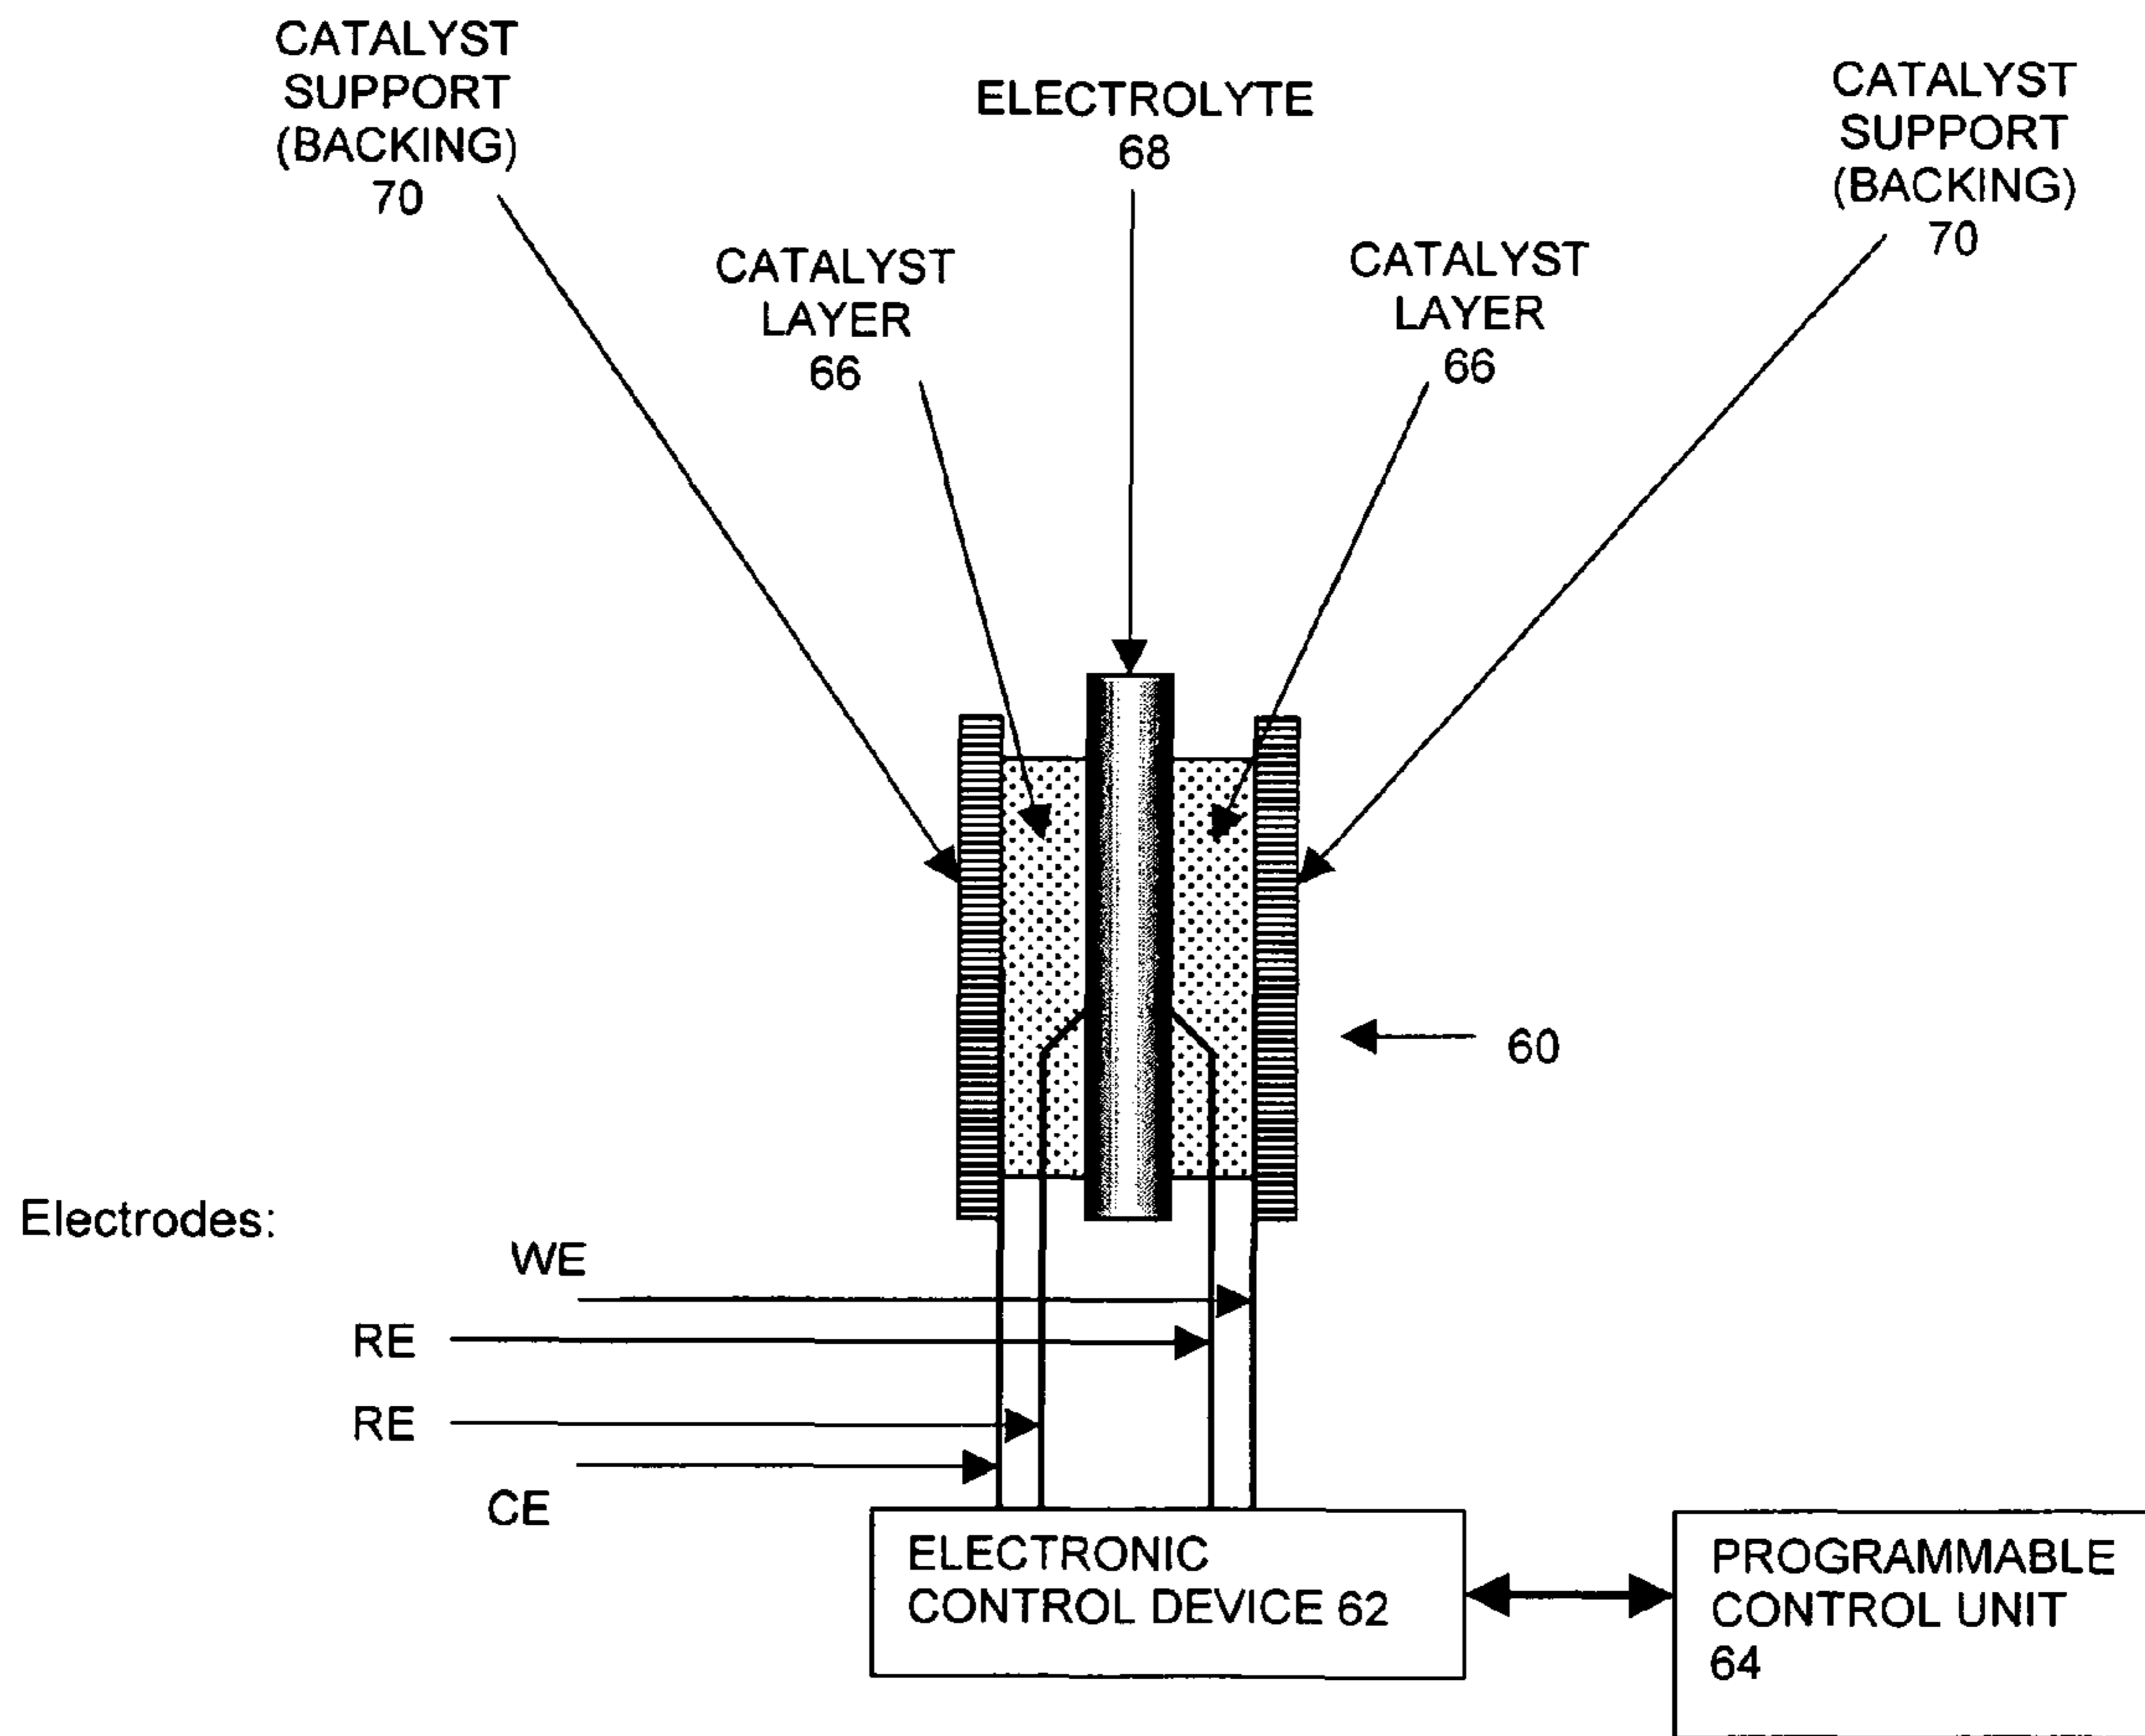 CATALYST
SUPPORT
(BACKING)
70
ELECTROLYTE
68
CATALYST
SUPPORT
(BACKING)
70
CATALYST
LAYER
66
CATALYST
LAYER
66
60
Electrodes:
WE
RE
RE
CE
ELECTRONIC
CONTROL DEVICE 62
PROGRAMMABLE
CONTROL UNIT
64